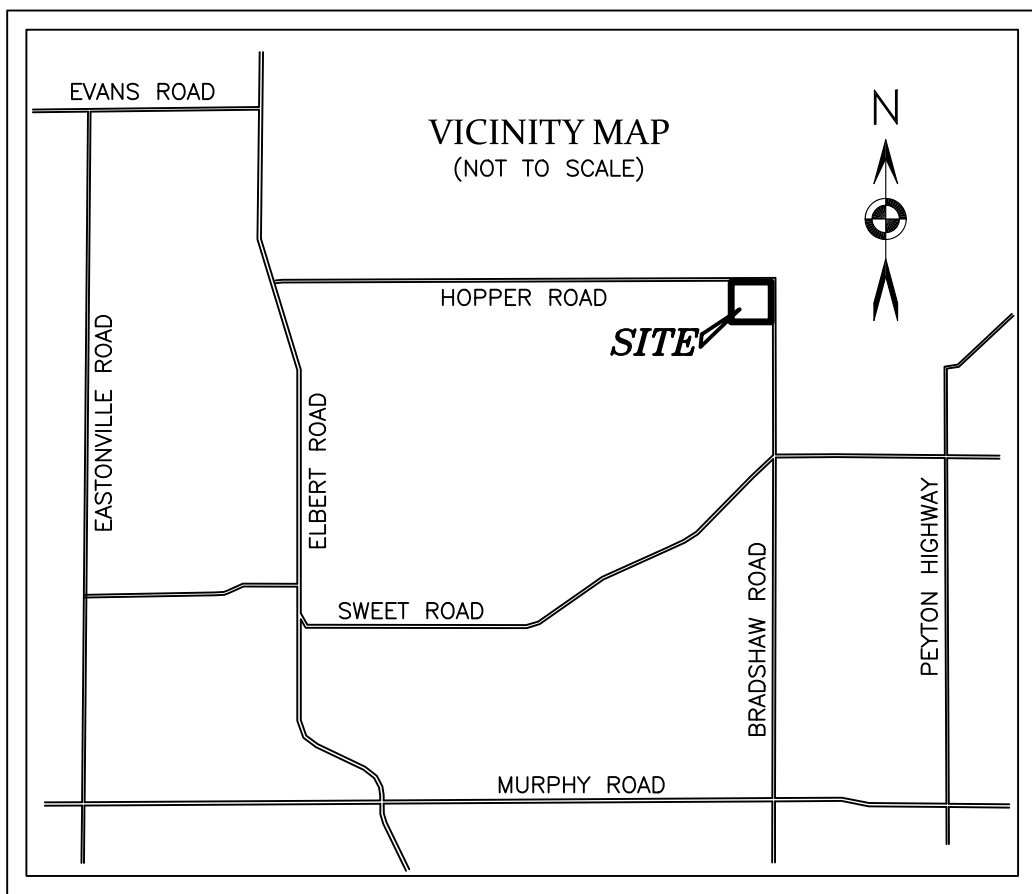 EVANS ROAD
VICINITY MAP
(NOT TO SCALE)
N
HOPPER ROAD
SITE
EASTONVILLE ROAD
ELBERT ROAD
SWEET ROAD
BRADSHAW ROAD
PEYTON HIGHWAY
MURPHY ROAD